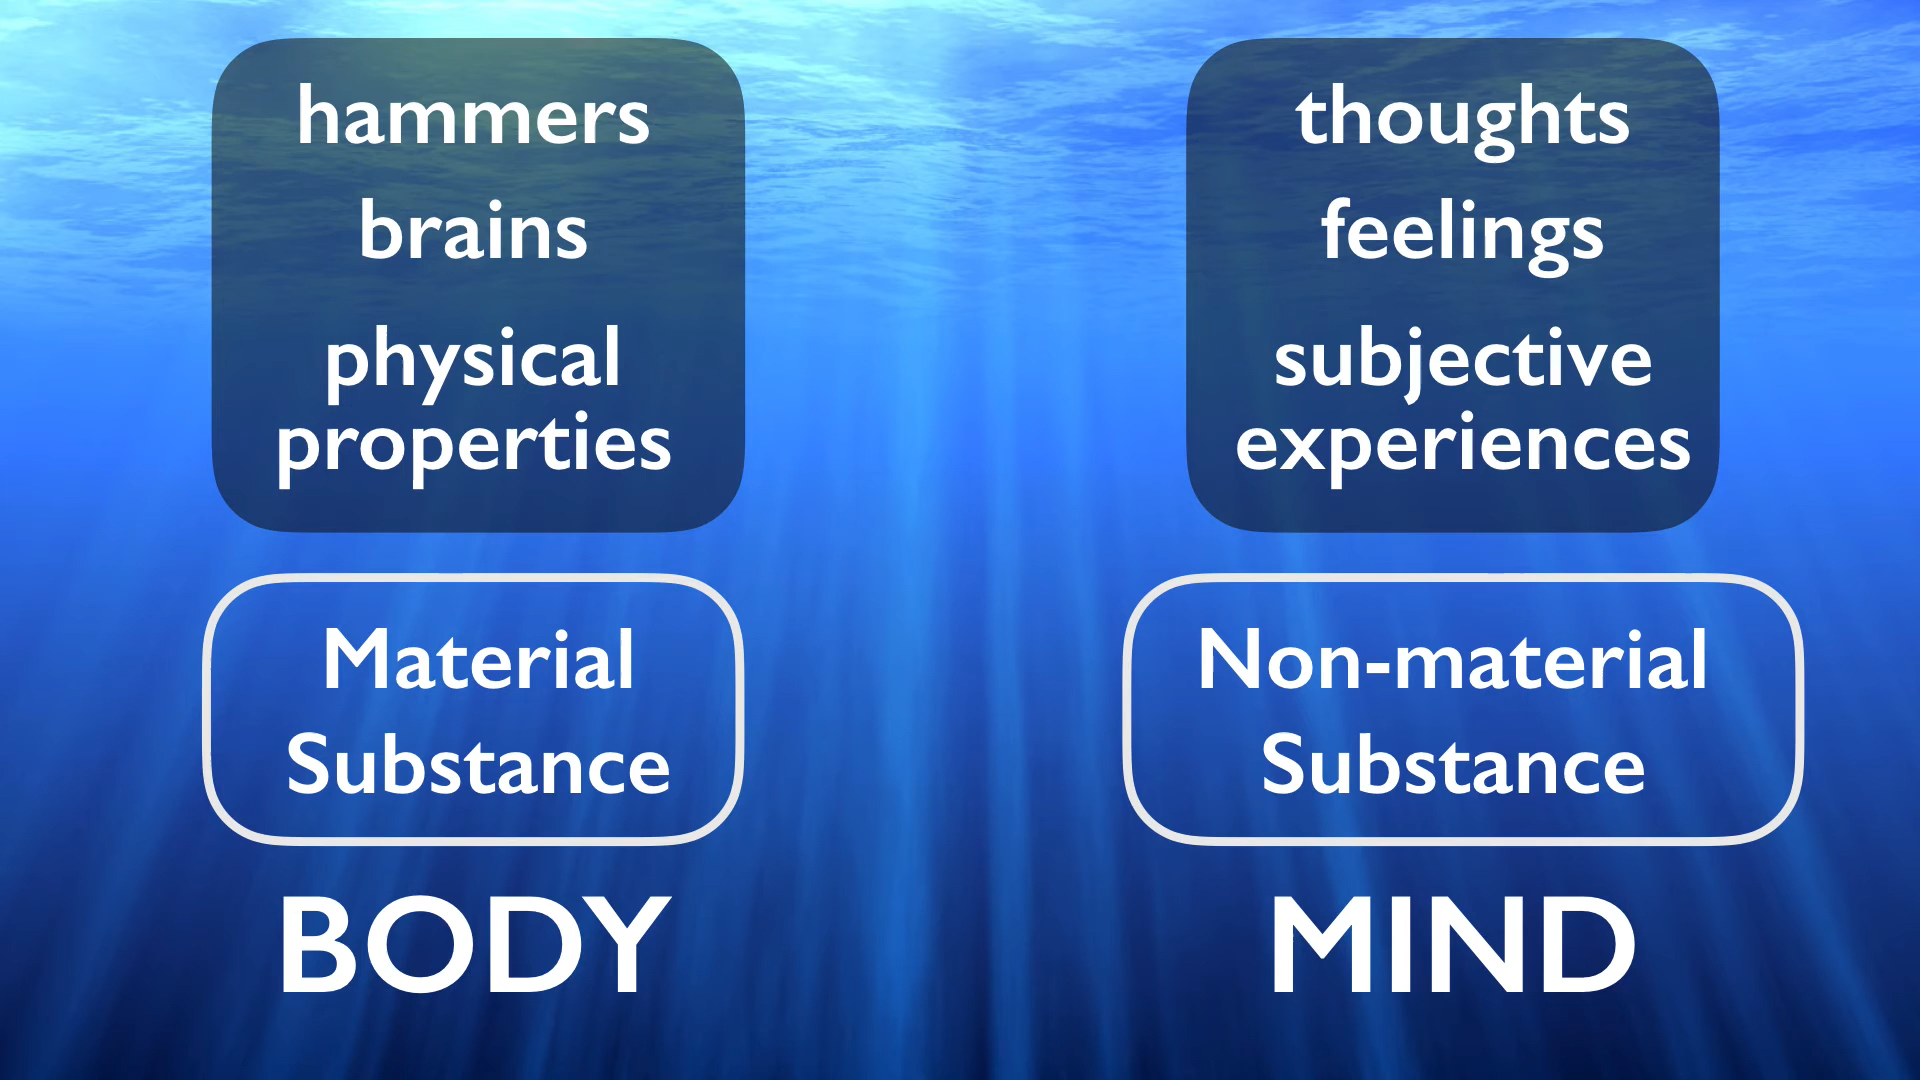 hammers
brains
physical
properties
Material
Substance
BODY
thoughts
feelings
subjective
experiences
Non-material
Substance
MIND